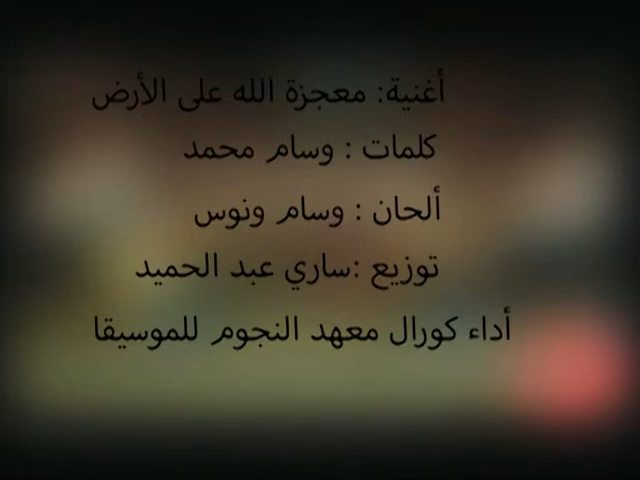 أغنية: معجزة الله على الأرض
كلمات : وسام محمد
ألحان : وسام ونوس
توزيع :ساري عبد الحميد
أداء كورال معهد النجوم للموسيقا